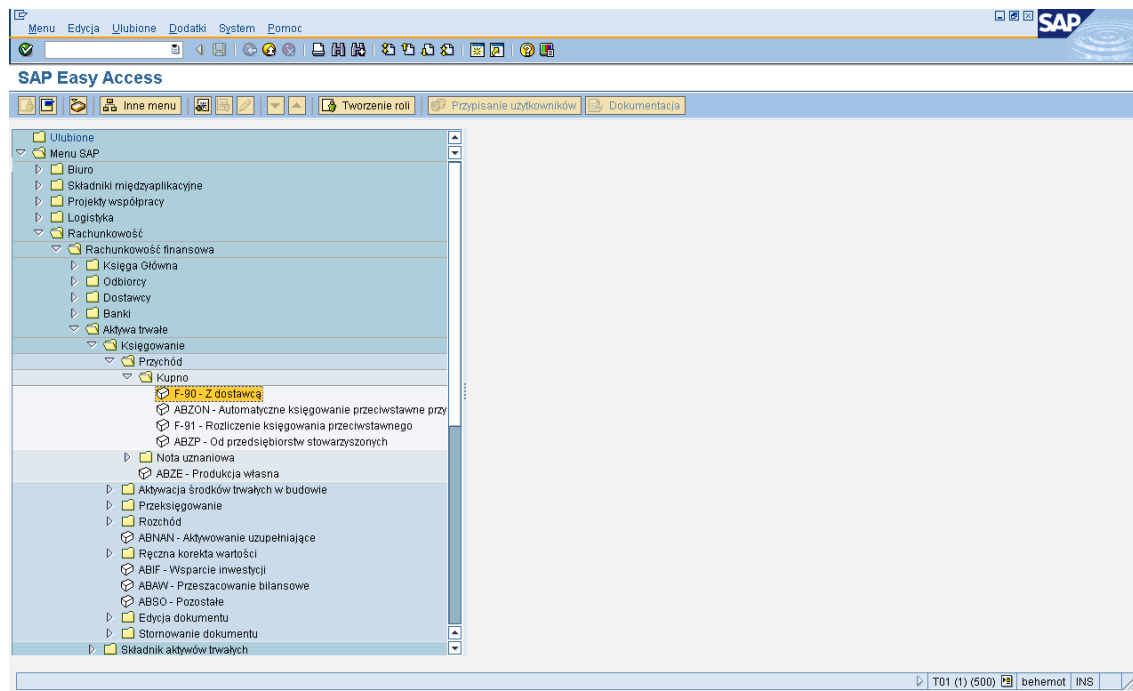 Menu Edycja Ulubione Dodatki System Pomoc
SAP
SAP Easy Access
Inne menu Tworzenie roli Przypisanie użytkowników Dokumentacja
Ulubione
Menu SAP
Biuro
Składniki międzyaplikacyjne
Projekty współpracy
Logistyka
Rachunkowość
Rachunkowość finansowa
Księga Główna
Odbiorcy
Dostawcy
Banki
Aktywa trwałe
Księgowanie
Przychód
Kupno
F-90 - Z dostawcą
ABZON - Automatyczne księgowanie przeciwstawne przy
F-91 - Rozliczenie księgowania przeciwstawnego
ABZP - Od przedsiębiorstw stowarzyszonych
Nota uznaniowa
ABZE - Produkcja własna
Aktywacja środków trwałych w budowie
Przeksięgowanie
Rozchód
ABNAN - Aktywowanie uzupełniające
Ręczna korekta wartości
ABIF - Wsparcie inwestycji
ABAW - Przeszacowanie bilansowe
ABSO - Pozostałe
Edycja dokumentu
Stornowanie dokumentu
Składnik aktywów trwałych
T01 (1) (500) behemot INS